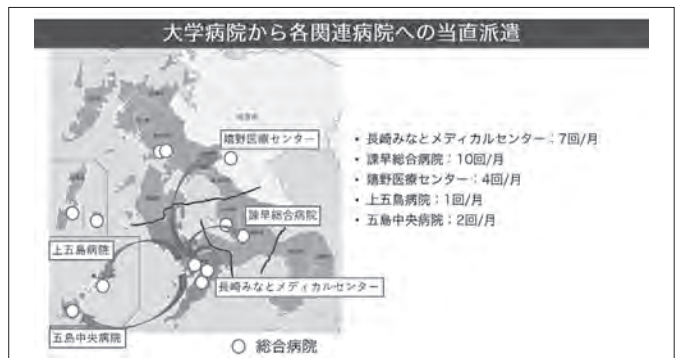 大学病院から各関連病院への当直派遣
嬉野医療センター
諫早総合病院
上五島病院
長崎みなとメディカルセンター
五島中央病院
○ 総合病院
・長崎みなとメディカルセンター：7回/月
・諫早総合病院：10回/月
・嬉野医療センター：4回/月
・上五島病院：1回/月
・五島中央病院：2回/月